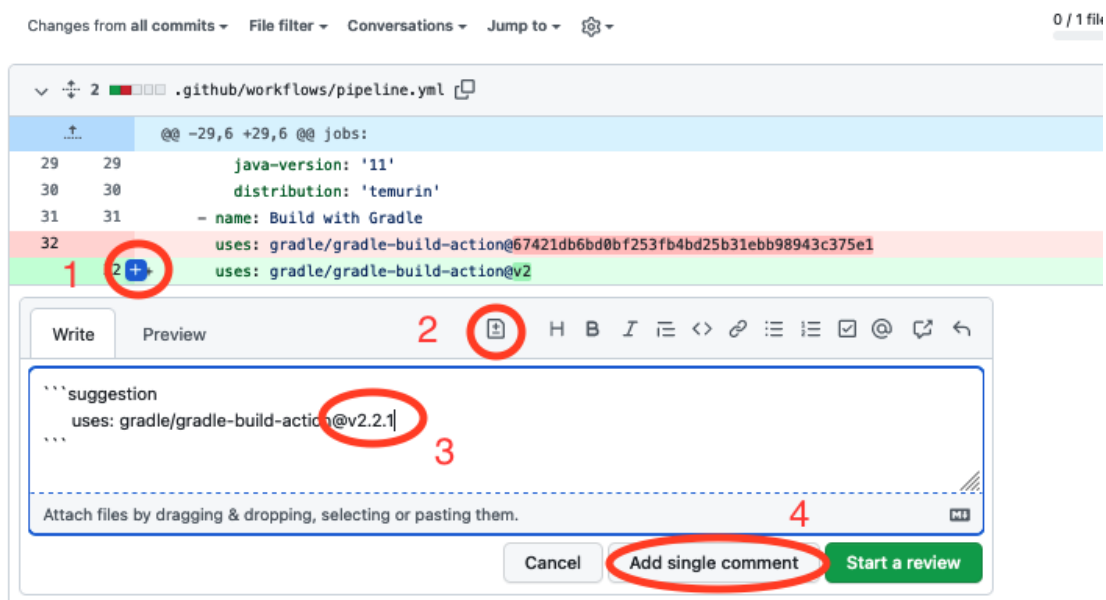 Changes from all commits File filter Conversations Jump to 0 / 1 file
2 .github/workflows/pipeline.yml
@@ -29,6 +29,6 @@ jobs:
29 29 java-version: '11'
30 30 distribution: 'temurin'
31 31 - name: Build with Gradle
32 uses: gradle/gradle-build-action@67421db6bd0bf253fb4bd25b31ebb98943c375e1
1 2 + + uses: gradle/gradle-build-action@v2
Write Preview 2 H B I <> @
```suggestion
uses: gradle/gradle-build-action@v2.2.1
```
3
4
Attach files by dragging & dropping, selecting or pasting them.
Cancel Add single comment Start a review